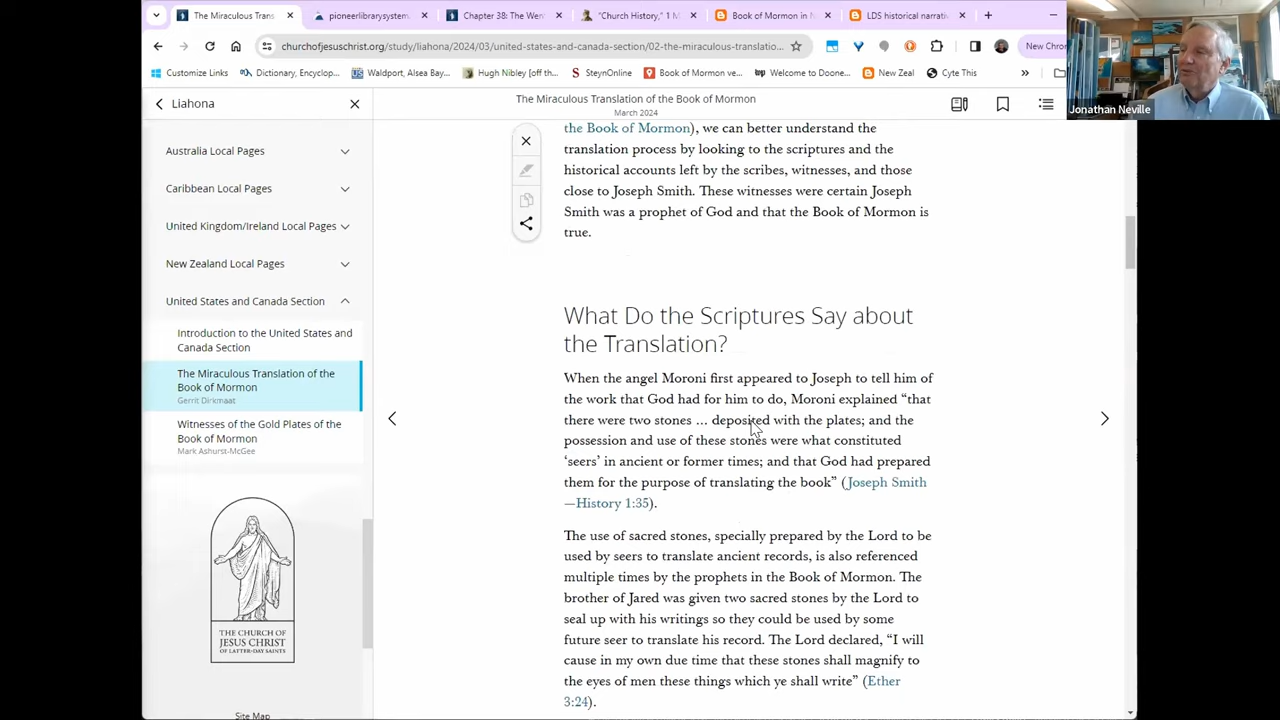 The Miraculous Trans
pioneerlibrarysystem
Chapter 38: The Wen
"Church History," 1 M
Book of Mormon in N
LDS historical narrati
churchofjesuschrist.org/study/liahona/2024/03/united-states-and-canada-section/02-the-miraculous-translatio...
New Chrom
Customize Links
Dictionary, Encyclop...
Waldport, Alsea Bay...
Hugh Nibley [on th...
SteynOnline
Book of Mormon ve...
Welcome to Doone...
New Zeal
Cyte This
Jonathan Neville
Liahona
The Miraculous Translation of the Book of Mormon
March 2024
Australia Local Pages
Caribbean Local Pages
United Kingdom/Ireland Local Pages
New Zealand Local Pages
United States and Canada Section
Introduction to the United States and
Canada Section
The Miraculous Translation of the
Book of Mormon
Gerrit Dirkmaat
Witnesses of the Gold Plates of the
Book of Mormon
Mark Ashurst-McGee
THE CHURCH OF
JESUS CHRIST
OF LATTER-DAY SAINTS
Site Map
the Book of Mormon), we can better understand the
translation process by looking to the scriptures and the
historical accounts left by the scribes, witnesses, and those
close to Joseph Smith. These witnesses were certain Joseph
Smith was a prophet of God and that the Book of Mormon is
true.
What Do the Scriptures Say about
the Translation?
When the angel Moroni first appeared to Joseph to tell him of
the work that God had for him to do, Moroni explained “that
there were two stones … deposited with the plates; and the
possession and use of these stones were what constituted
‘seers’ in ancient or former times; and that God had prepared
them for the purpose of translating the book” (Joseph Smith
—History 1:35).
The use of sacred stones, specially prepared by the Lord to be
used by seers to translate ancient records, is also referenced
multiple times by the prophets in the Book of Mormon. The
brother of Jared was given two sacred stones by the Lord to
seal up with his writings so they could be used by some
future seer to translate his record. The Lord declared, “I will
cause in my own due time that these stones shall magnify to
the eyes of men these things which ye shall write” (Ether
3:24).